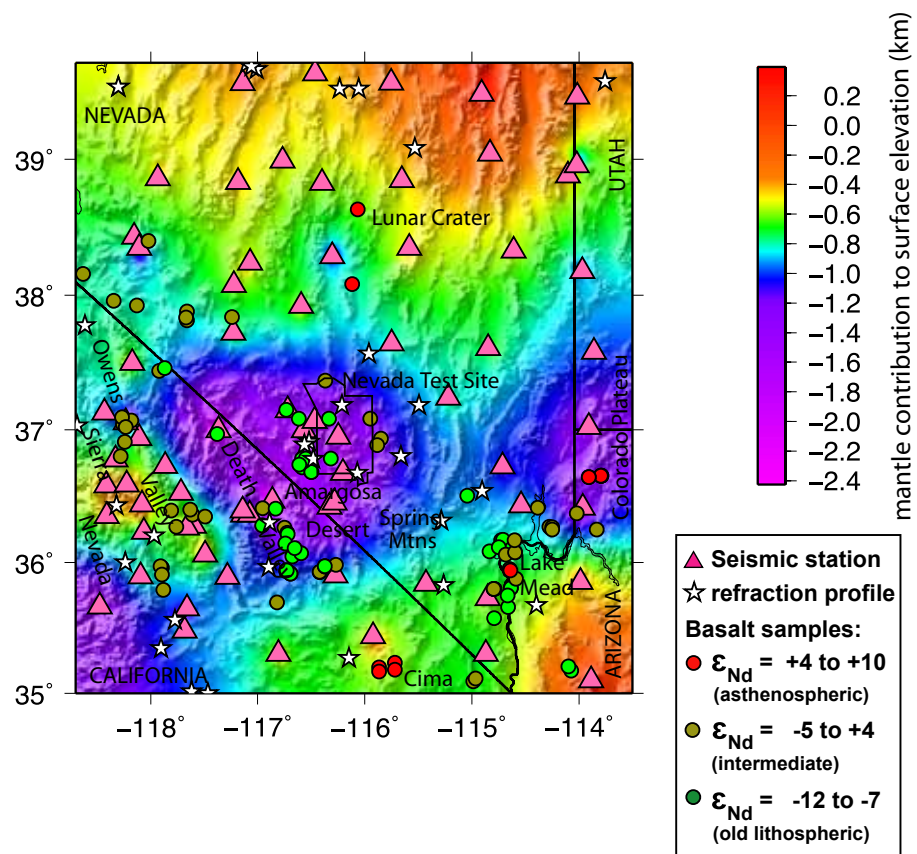 NEVADA
UTAH
39°
Lunar Crater
38°
Owens
Nevada Test Site
Colorado Plateau
37°
Sierra
Valley
Death
Valley
Amargosa
Desert
Spring
Mtns
Nevada
36°
Lake
Mead
ARIZONA
CALIFORNIA
Cima
35°
−118°
−117°
−116°
−115°
−114°
mantle contribution to surface elevation (km)
0.2
0.0
−0.2
−0.4
−0.6
−0.8
−1.0
−1.2
−1.4
−1.6
−1.8
−2.0
−2.2
−2.4
Seismic station
refraction profile
Basalt samples:
εNd = +4 to +10
(asthenospheric)
εNd = -5 to +4
(intermediate)
εNd = -12 to -7
(old lithospheric)